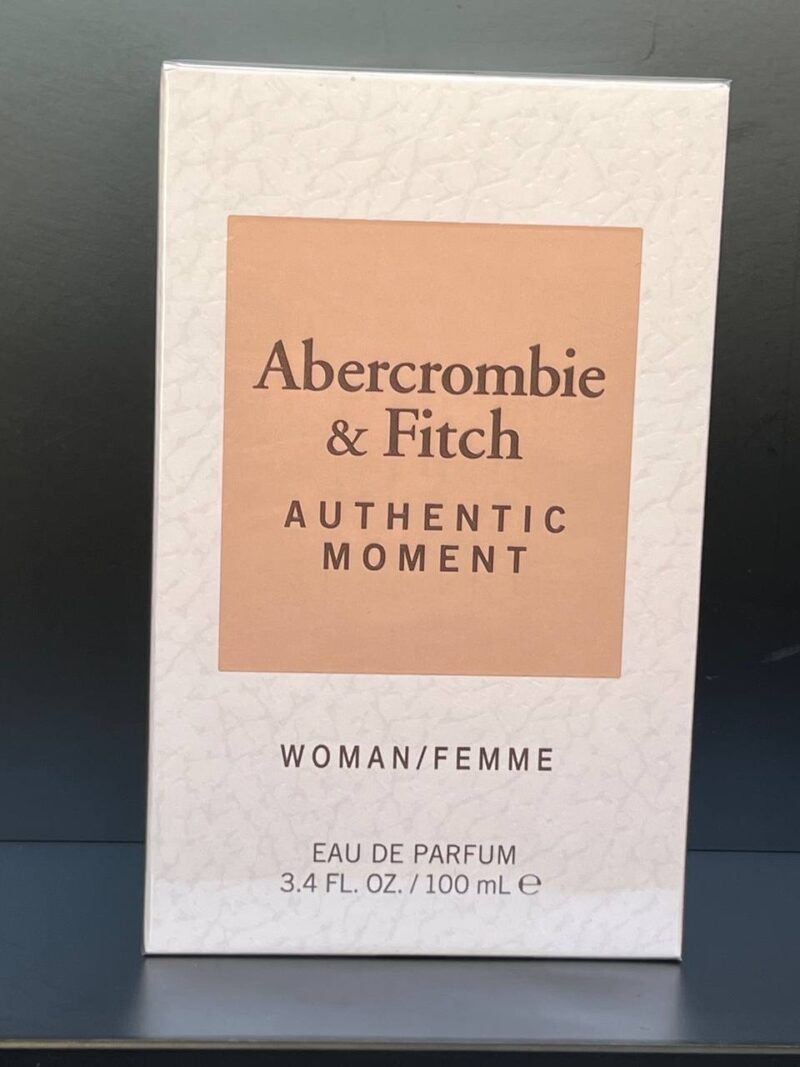 Abercrombie
& Fitch
AUTHENTIC
MOMENT
WOMAN/FEMME
EAU DE PARFUM
3.4 FL. OZ. / 100 mL ℮